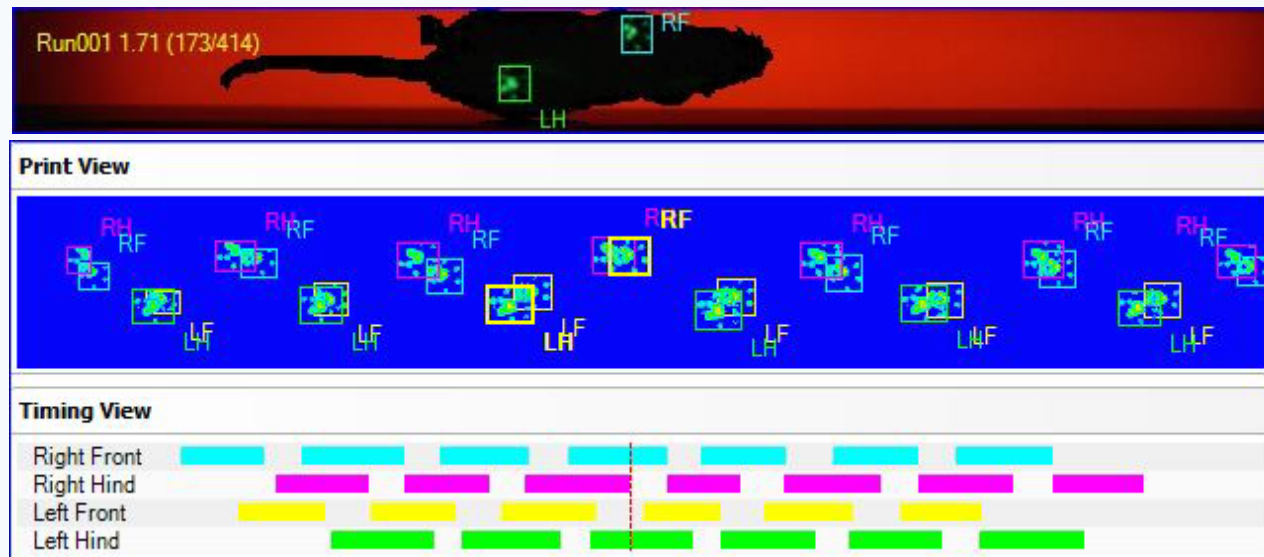 Run001 1.71 (173/414)
RF
LH
Print View
RH RH RH RRF RH RH RH
RF RF RF RF RF RF
LF LF LF LF LF LF
LH LH LH LH LH LH
Timing View
Right Front
Right Hind
Left Front
Left Hind